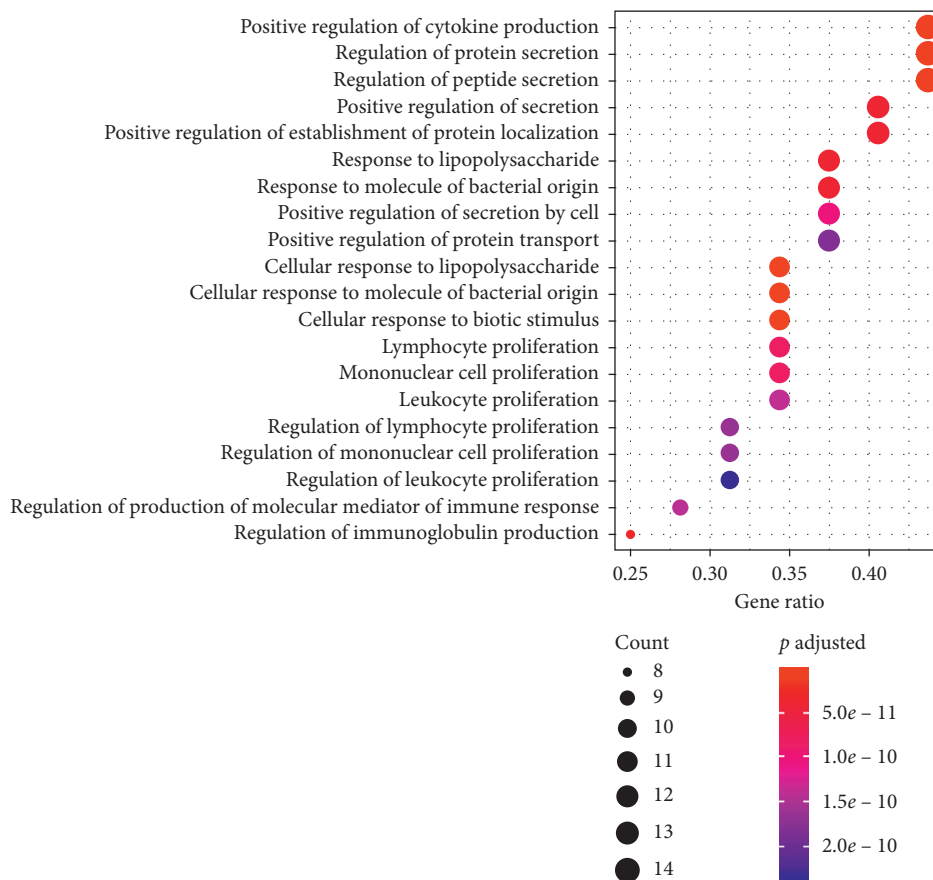 Positive regulation of cytokine production
Regulation of protein secretion
Regulation of peptide secretion
Positive regulation of secretion
Positive regulation of establishment of protein localization
Response to lipopolysaccharide
Response to molecule of bacterial origin
Positive regulation of secretion by cell
Positive regulation of protein transport
Cellular response to lipopolysaccharide
Cellular response to molecule of bacterial origin
Cellular response to biotic stimulus
Lymphocyte proliferation
Mononuclear cell proliferation
Leukocyte proliferation
Regulation of lymphocyte proliferation
Regulation of mononuclear cell proliferation
Regulation of leukocyte proliferation
Regulation of production of molecular mediator of immune response
Regulation of immunoglobulin production
0.25 0.30 0.35 0.40
Gene ratio
Count
8
9
10
11
12
13
14
p adjusted
5.0e – 11
1.0e – 10
1.5e – 10
2.0e – 10